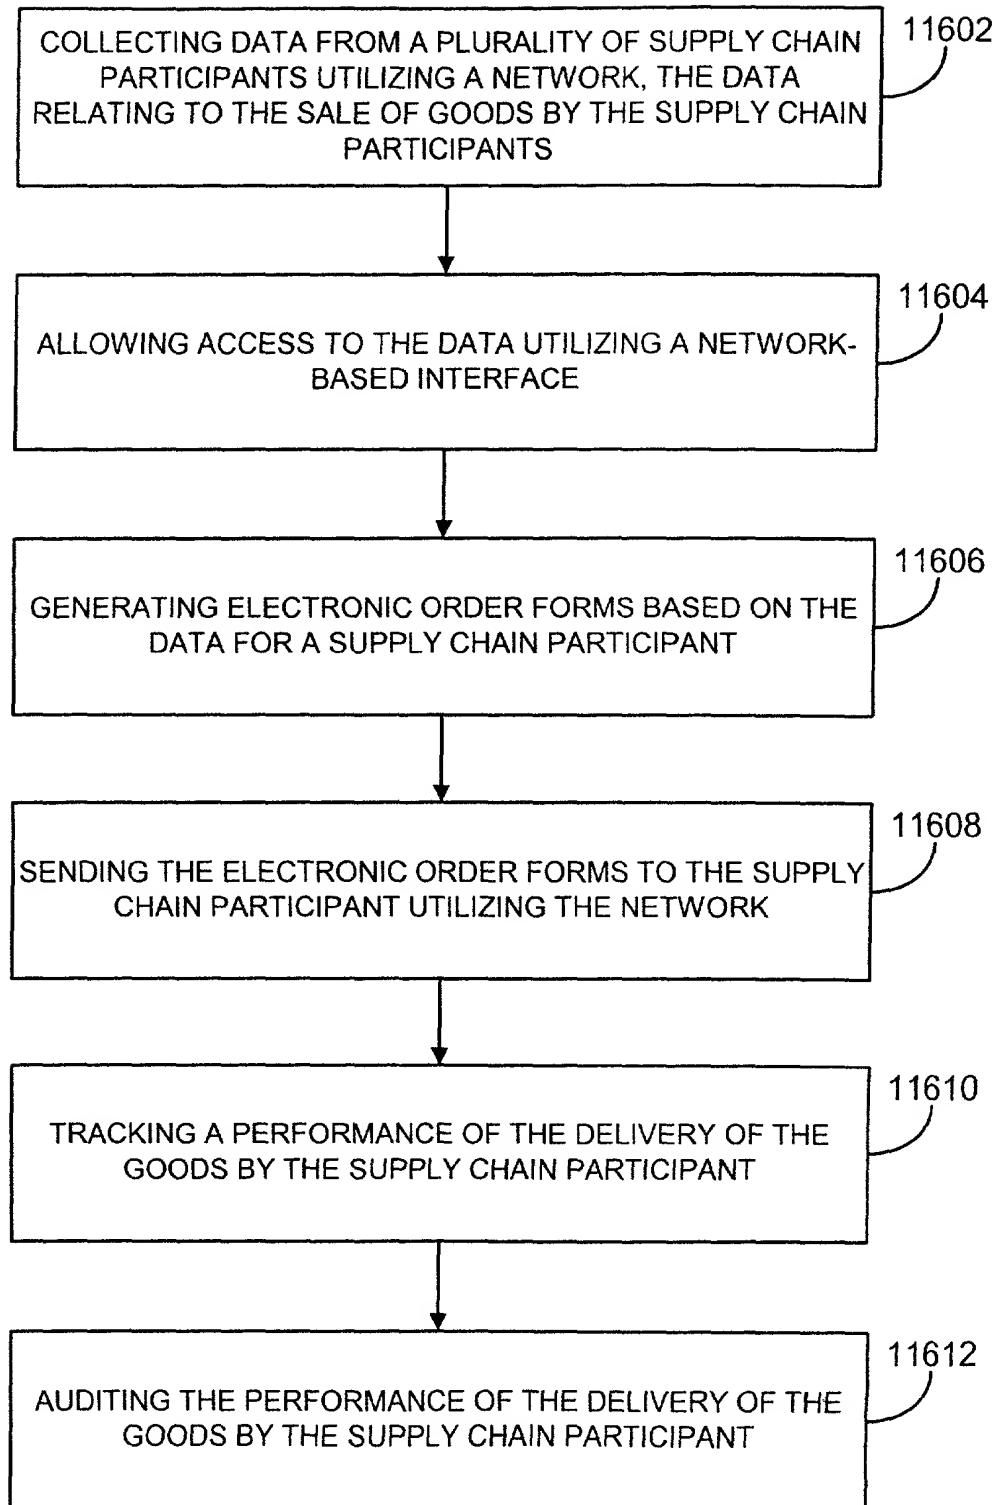 COLLECTING DATA FROM A PLURALITY OF SUPPLY CHAIN
PARTICIPANTS UTILIZING A NETWORK, THE DATA
RELATING TO THE SALE OF GOODS BY THE SUPPLY CHAIN
PARTICIPANTS
11602
ALLOWING ACCESS TO THE DATA UTILIZING A NETWORK-
BASED INTERFACE
11604
GENERATING ELECTRONIC ORDER FORMS BASED ON THE
DATA FOR A SUPPLY CHAIN PARTICIPANT
11606
SENDING THE ELECTRONIC ORDER FORMS TO THE SUPPLY
CHAIN PARTICIPANT UTILIZING THE NETWORK
11608
TRACKING A PERFORMANCE OF THE DELIVERY OF THE
GOODS BY THE SUPPLY CHAIN PARTICIPANT
11610
AUDITING THE PERFORMANCE OF THE DELIVERY OF THE
GOODS BY THE SUPPLY CHAIN PARTICIPANT
11612